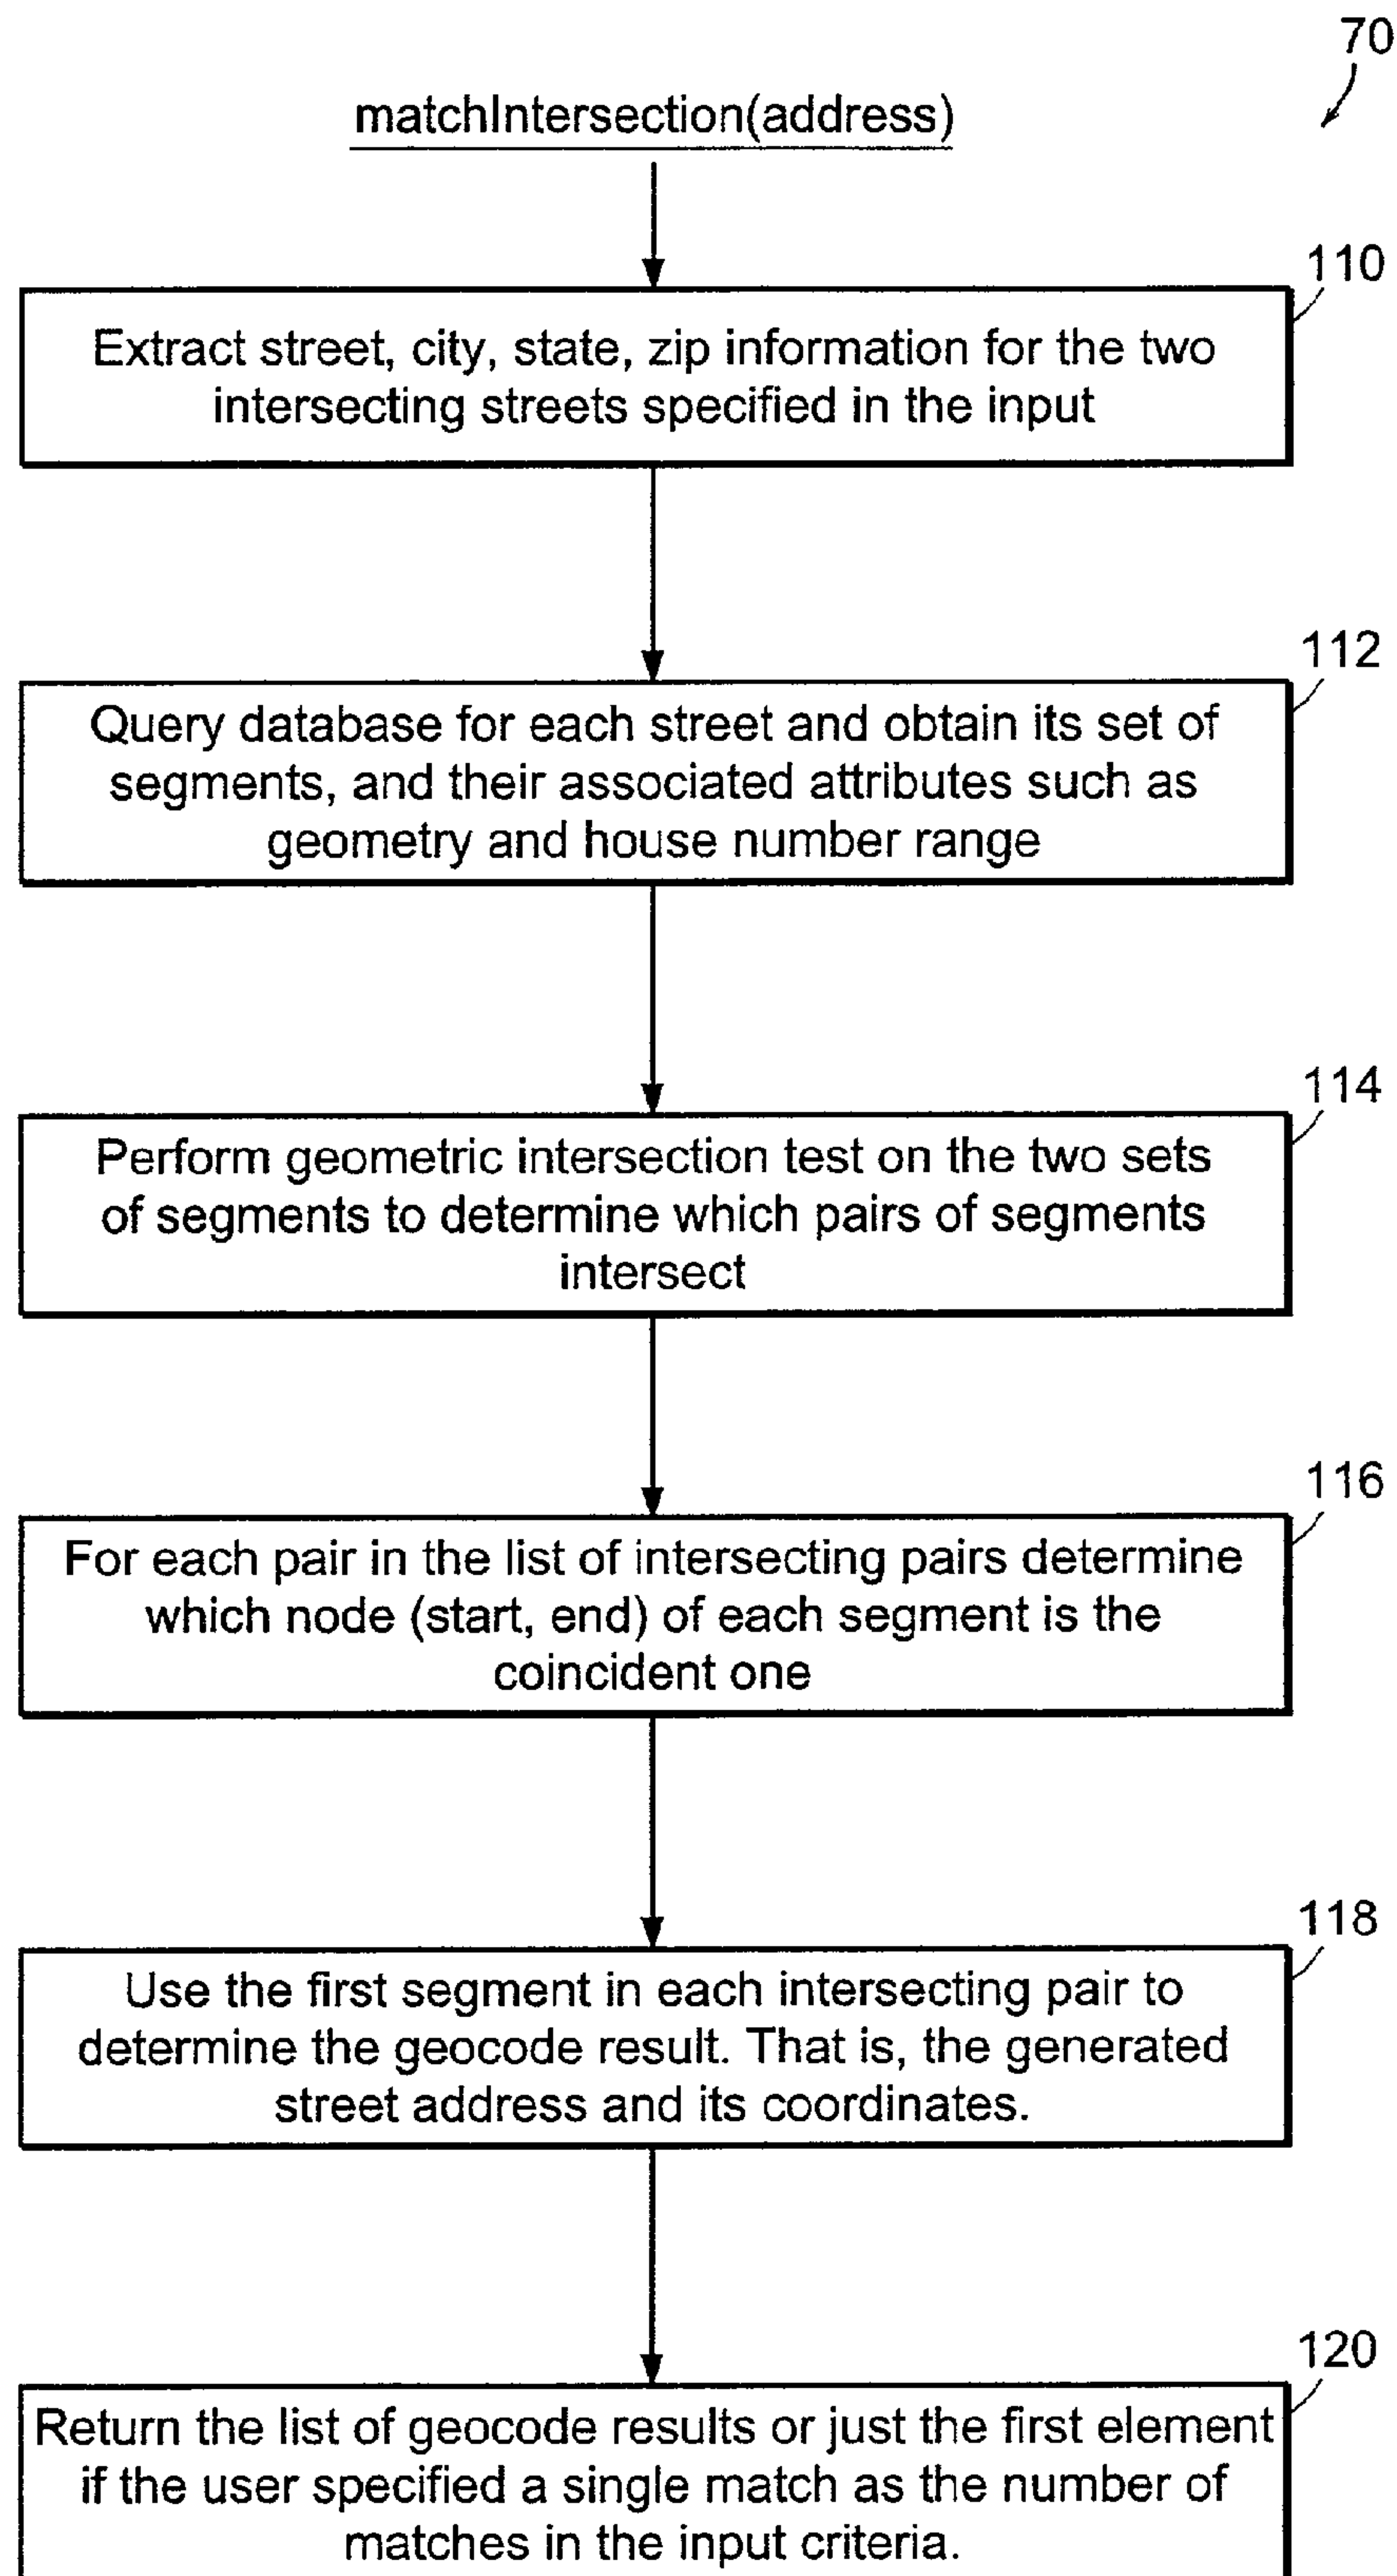 70
matchIntersection(address)
110
Extract street, city, state, zip information for the two
intersecting streets specified in the input
112
Query database for each street and obtain its set of
segments, and their associated attributes such as
geometry and house number range
114
Perform geometric intersection test on the two sets
of segments to determine which pairs of segments
intersect
116
For each pair in the list of intersecting pairs determine
which node (start, end) of each segment is the
coincident one
118
Use the first segment in each intersecting pair to
determine the geocode result. That is, the generated
street address and its coordinates.
120
Return the list of geocode results or just the first element
if the user specified a single match as the number of
matches in the input criteria.